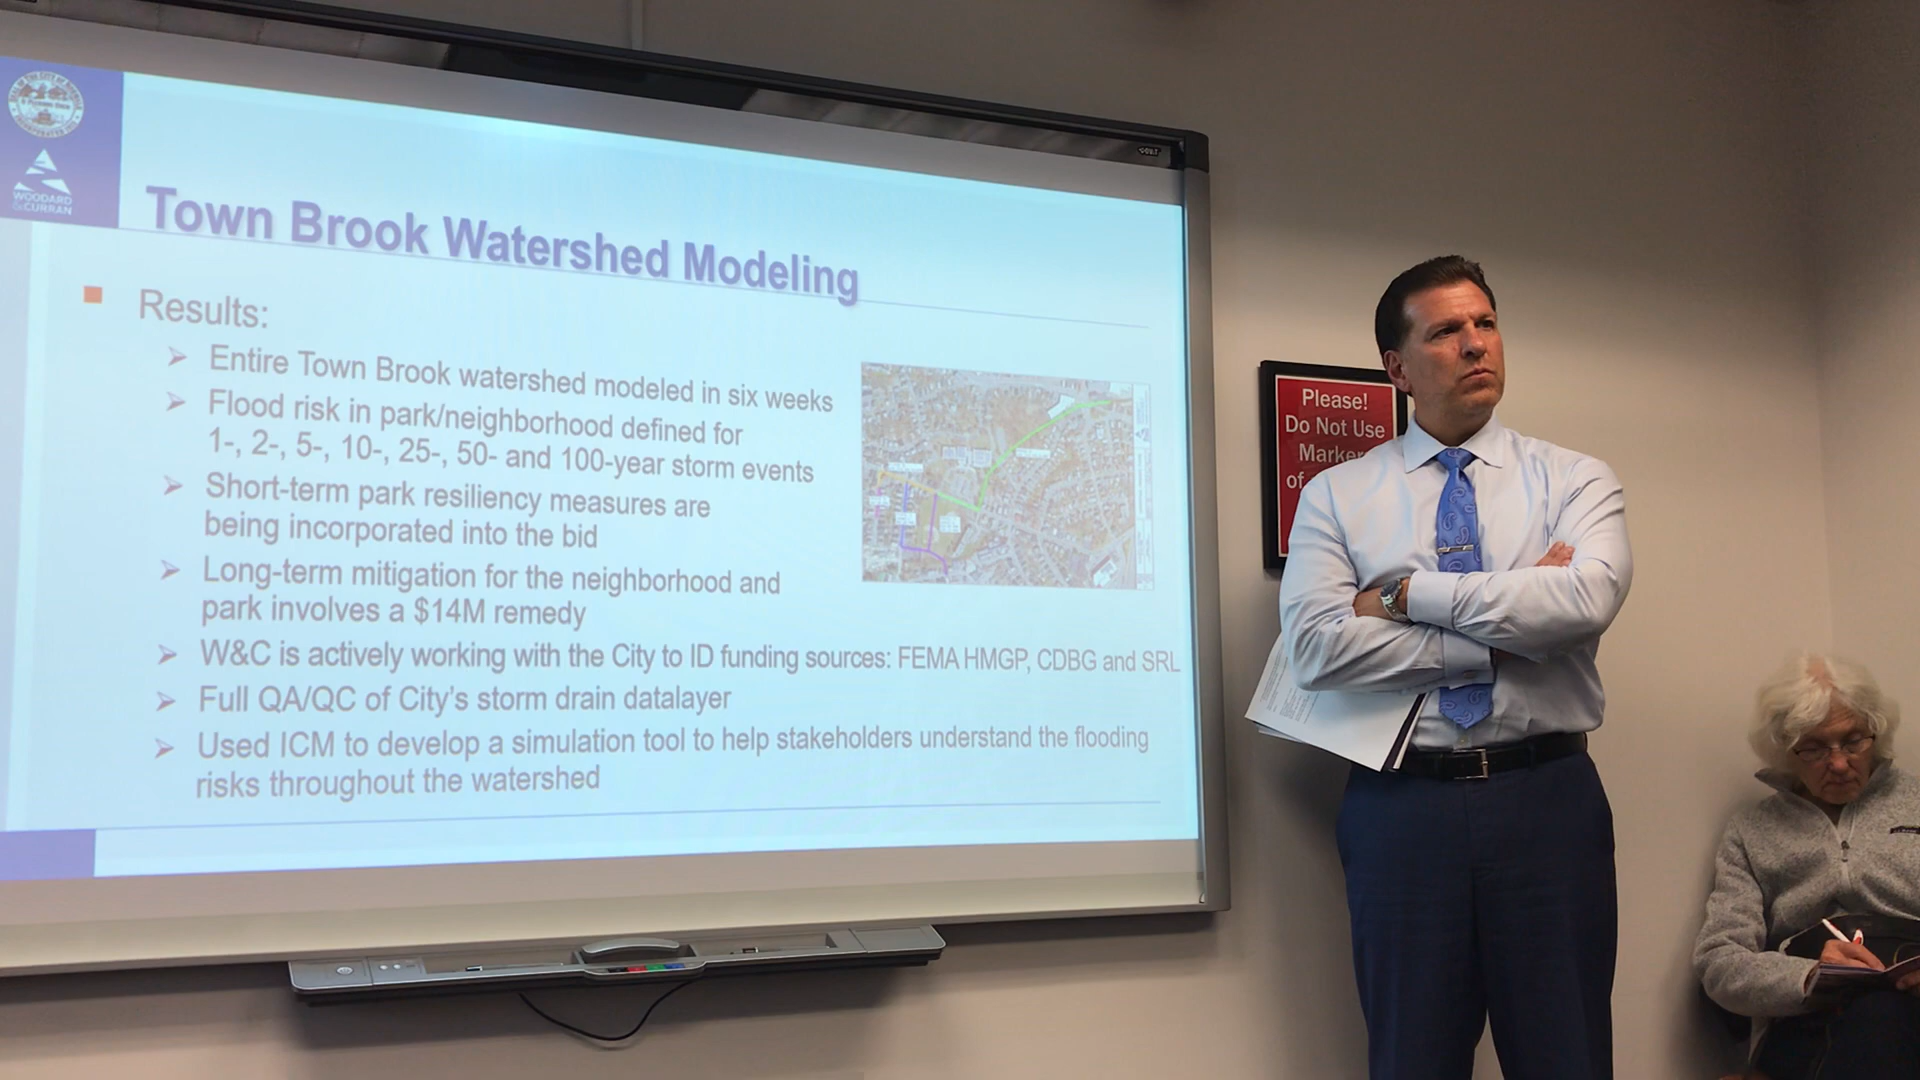 WOODARD
&CURRAN
Town Brook Watershed Modeling
Results:
Entire Town Brook watershed modeled in six weeks
Flood risk in park/neighborhood defined for
1-, 2-, 5-, 10-, 25-, 50- and 100-year storm events
Short-term park resiliency measures are
being incorporated into the bid
Long-term mitigation for the neighborhood and
park involves a $14M remedy
W&C is actively working with the City to ID funding sources: FEMA HMGP, CDBG and SRL
Full QA/QC of City's storm drain datalayer
Used ICM to develop a simulation tool to help stakeholders understand the flooding
risks throughout the watershed
Please!
Do Not Use
of